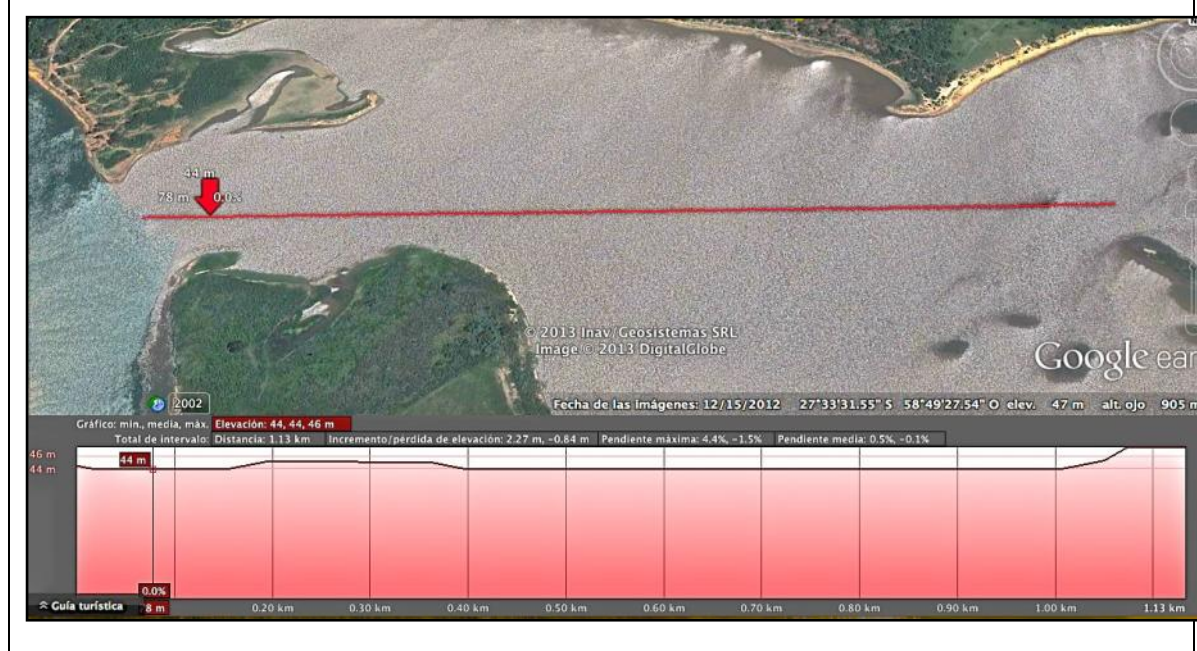 44 m
78 m 0.0%
© 2013 Inav/Geosistemas SRL
Image © 2013 DigitalGlobe
Google ear
2002
Fecha de las imágenes: 12/15/2012 27°33'31.55" S 58°49'27.54" O elev. 47 m alt. ojo 905 m
Gráfico: min., media, máx. Elevación: 44, 44, 46 m
Total de intervalo: Distancia: 1.13 km Incremento/pérdida de elevación: 2.27 m, -0.84 m Pendiente máxima: 4.4%, -1.5% Pendiente media: 0.5%, -0.1%
46 m
44 m
44 m
0.0%
Guía turística 8 m 0.20 km 0.30 km 0.40 km 0.50 km 0.60 km 0.70 km 0.80 km 0.90 km 1.00 km 1.13 km